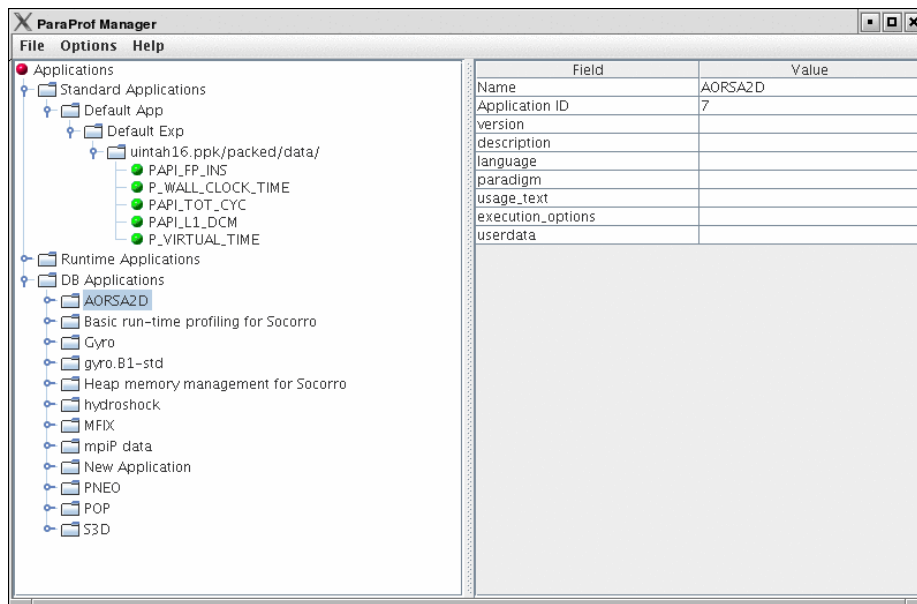 ParaProf Manager
File Options Help
Applications
Standard Applications
Default App
Default Exp
uintah16.ppk/packed/data/
PAPI_FP_INS
P_WALL_CLOCK_TIME
PAPI_TOT_CYC
PAPI_L1_DCM
P_VIRTUAL_TIME
Runtime Applications
DB Applications
AORSA2D
Basic run-time profiling for Socorro
Gyro
gyro.B1-std
Heap memory management for Socorro
hydroshock
MFIX
mpiP data
New Application
PNEO
POP
S3D
Field Value
Name AORSA2D
Application ID 7
version
description
language
paradigm
usage_text
execution_options
userdata